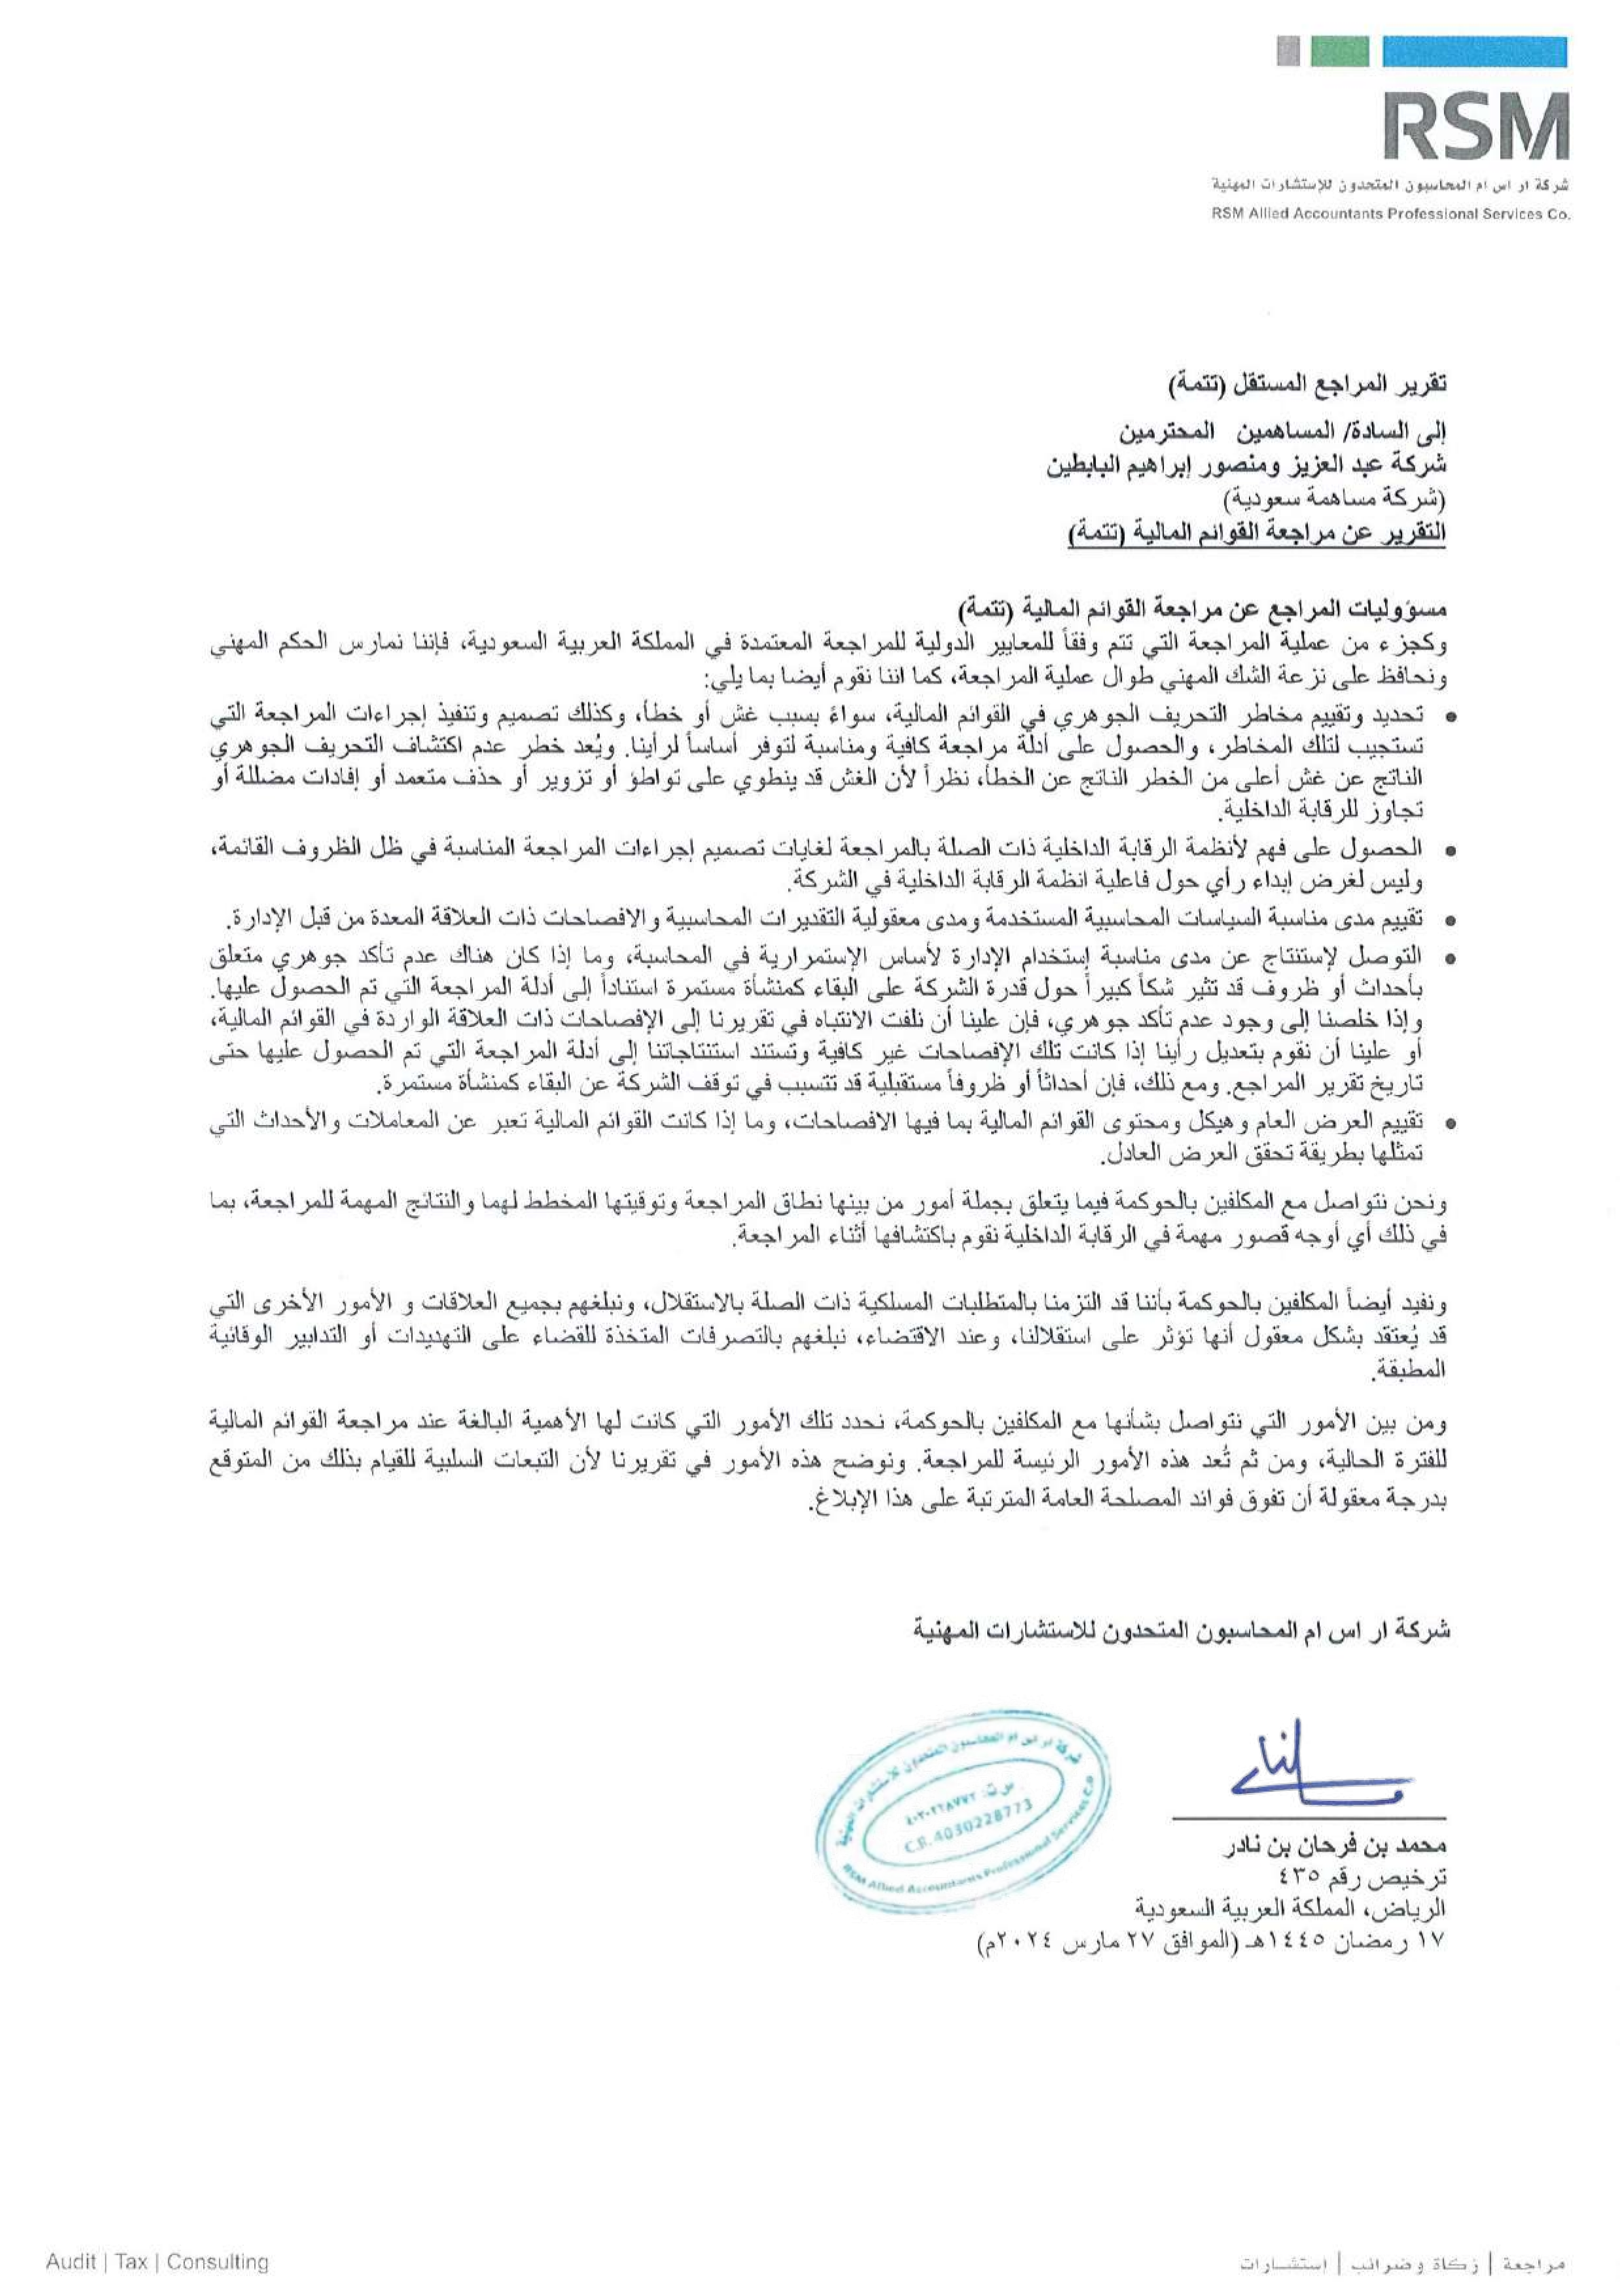 RSM
شركة ار اس ام المحاسبون المتحدون للإستشارات المهنية
RSM Allied Accountants Professional Services Co.
تقرير المراجع المستقل (تتمة)
إلى السادة/ المساهمين المحترمين
شركة عبد العزيز ومنصور إبراهيم البابطين
(شركة مساهمة سعودية)
التقرير عن مراجعة القوائم المالية (تتمة)
مسؤوليات المراجع عن مراجعة القوائم المالية (تتمة)
وكجزء من عملية المراجعة التي تتم وفقاً للمعايير الدولية للمراجعة المعتمدة في المملكة العربية السعودية، فإننا نمارس الحكم المهني
ونحافظ على نزعة الشك المهني طوال عملية المراجعة، كما اننا نقوم أيضا بما يلي:
• تحديد وتقييم مخاطر التحريف الجوهري في القوائم المالية، سواءً بسبب غش أو خطأ، وكذلك تصميم وتنفيذ إجراءات المراجعة التي
تستجيب لتلك المخاطر، والحصول على أدلة مراجعة كافية ومناسبة لتوفر أساساً لرأينا. ويُعد خطر عدم اكتشاف التحريف الجوهري
الناتج عن غش أعلى من الخطر الناتج عن الخطأ، نظراً لأن الغش قد ينطوي على تواطؤ أو تزوير أو حذف متعمد أو إفادات مضللة أو
تجاوز للرقابة الداخلية.
• الحصول على فهم لأنظمة الرقابة الداخلية ذات الصلة بالمراجعة لغايات تصميم إجراءات المراجعة المناسبة في ظل الظروف القائمة،
وليس لغرض إبداء رأي حول فاعلية انظمة الرقابة الداخلية في الشركة.
• تقييم مدى مناسبة السياسات المحاسبية المستخدمة ومدى معقولية التقديرات المحاسبية والافصاحات ذات العلاقة المعدة من قبل الإدارة.
• التوصل لإستنتاج عن مدى مناسبة إستخدام الإدارة لأساس الإستمرارية في المحاسبة، وما إذا كان هناك عدم تأكد جوهري متعلق
بأحداث أو ظروف قد تثير شكاً كبيراً حول قدرة الشركة على البقاء كمنشأة مستمرة استناداً إلى أدلة المراجعة التي تم الحصول عليها.
وإذا خلصنا إلى وجود عدم تأكد جوهري، فإن علينا أن نلفت الانتباه في تقريرنا إلى الإفصاحات ذات العلاقة الواردة في القوائم المالية،
أو علينا أن نقوم بتعديل رأينا إذا كانت تلك الإفصاحات غير كافية وتستند استنتاجاتنا إلى أدلة المراجعة التي تم الحصول عليها حتى
تاريخ تقرير المراجع. ومع ذلك، فإن أحداثاً أو ظروفاً مستقبلية قد تتسبب في توقف الشركة عن البقاء كمنشأة مستمرة.
• تقييم العرض العام وهيكل ومحتوى القوائم المالية بما فيها الافصاحات، وما إذا كانت القوائم المالية تعبر عن المعاملات والأحداث التي
تمثلها بطريقة تحقق العرض العادل.
ونحن نتواصل مع المكلفين بالحوكمة فيما يتعلق بجملة أمور من بينها نطاق المراجعة وتوقيتها المخطط لهما والنتائج المهمة للمراجعة، بما
في ذلك أي أوجه قصور مهمة في الرقابة الداخلية نقوم باكتشافها أثناء المراجعة.
ونفيد أيضاً المكلفين بالحوكمة بأننا قد التزمنا بالمتطلبات المسلكية ذات الصلة بالاستقلال، ونبلغهم بجميع العلاقات و الأمور الأخرى التي
قد يُعتقد بشكل معقول أنها تؤثر على استقلالنا، وعند الاقتضاء، نبلغهم بالتصرفات المتخذة للقضاء على التهديدات أو التدابير الوقائية
المطبقة.
ومن بين الأمور التي نتواصل بشأنها مع المكلفين بالحوكمة، نحدد تلك الأمور التي كانت لها الأهمية البالغة عند مراجعة القوائم المالية
للفترة الحالية، ومن ثم تُعد هذه الأمور الرئيسة للمراجعة. ونوضح هذه الأمور في تقريرنا لأن التبعات السلبية للقيام بذلك من المتوقع
بدرجة معقولة أن تفوق فوائد المصلحة العامة المترتبة على هذا الإبلاغ.
شركة ار اس ام المحاسبون المتحدون للاستشارات المهنية
شركة ار اس ام المحاسبون المتحدون للاستشارات المهنية
س.ت: ٤٠٣٠٢٢٨٧٧٣
C.R. 4030228773
RSM Allied Accountants Professional Services Co
محمد بن فرحان بن نادر
ترخيص رقم ٤٣٥
الرياض، المملكة العربية السعودية
١٧ رمضان ١٤٤٥هـ (الموافق ٢٧ مارس ٢٠٢٤م)
Audit | Tax | Consulting
مراجعة | زكاة وضرائب | استشارات